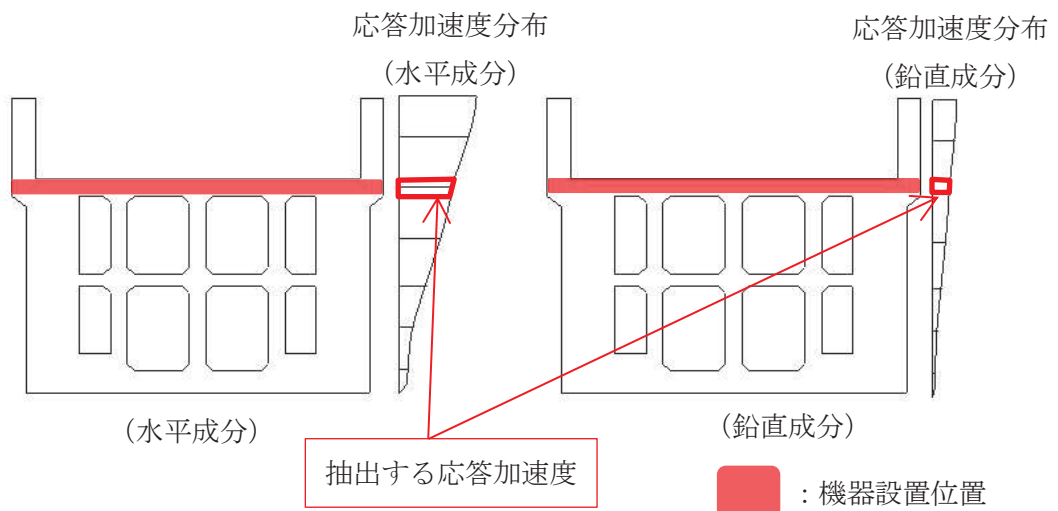 応答加速度分布
（水平成分）
応答加速度分布
（鉛直成分）
（水平成分）
（鉛直成分）
抽出する応答加速度
：機器設置位置